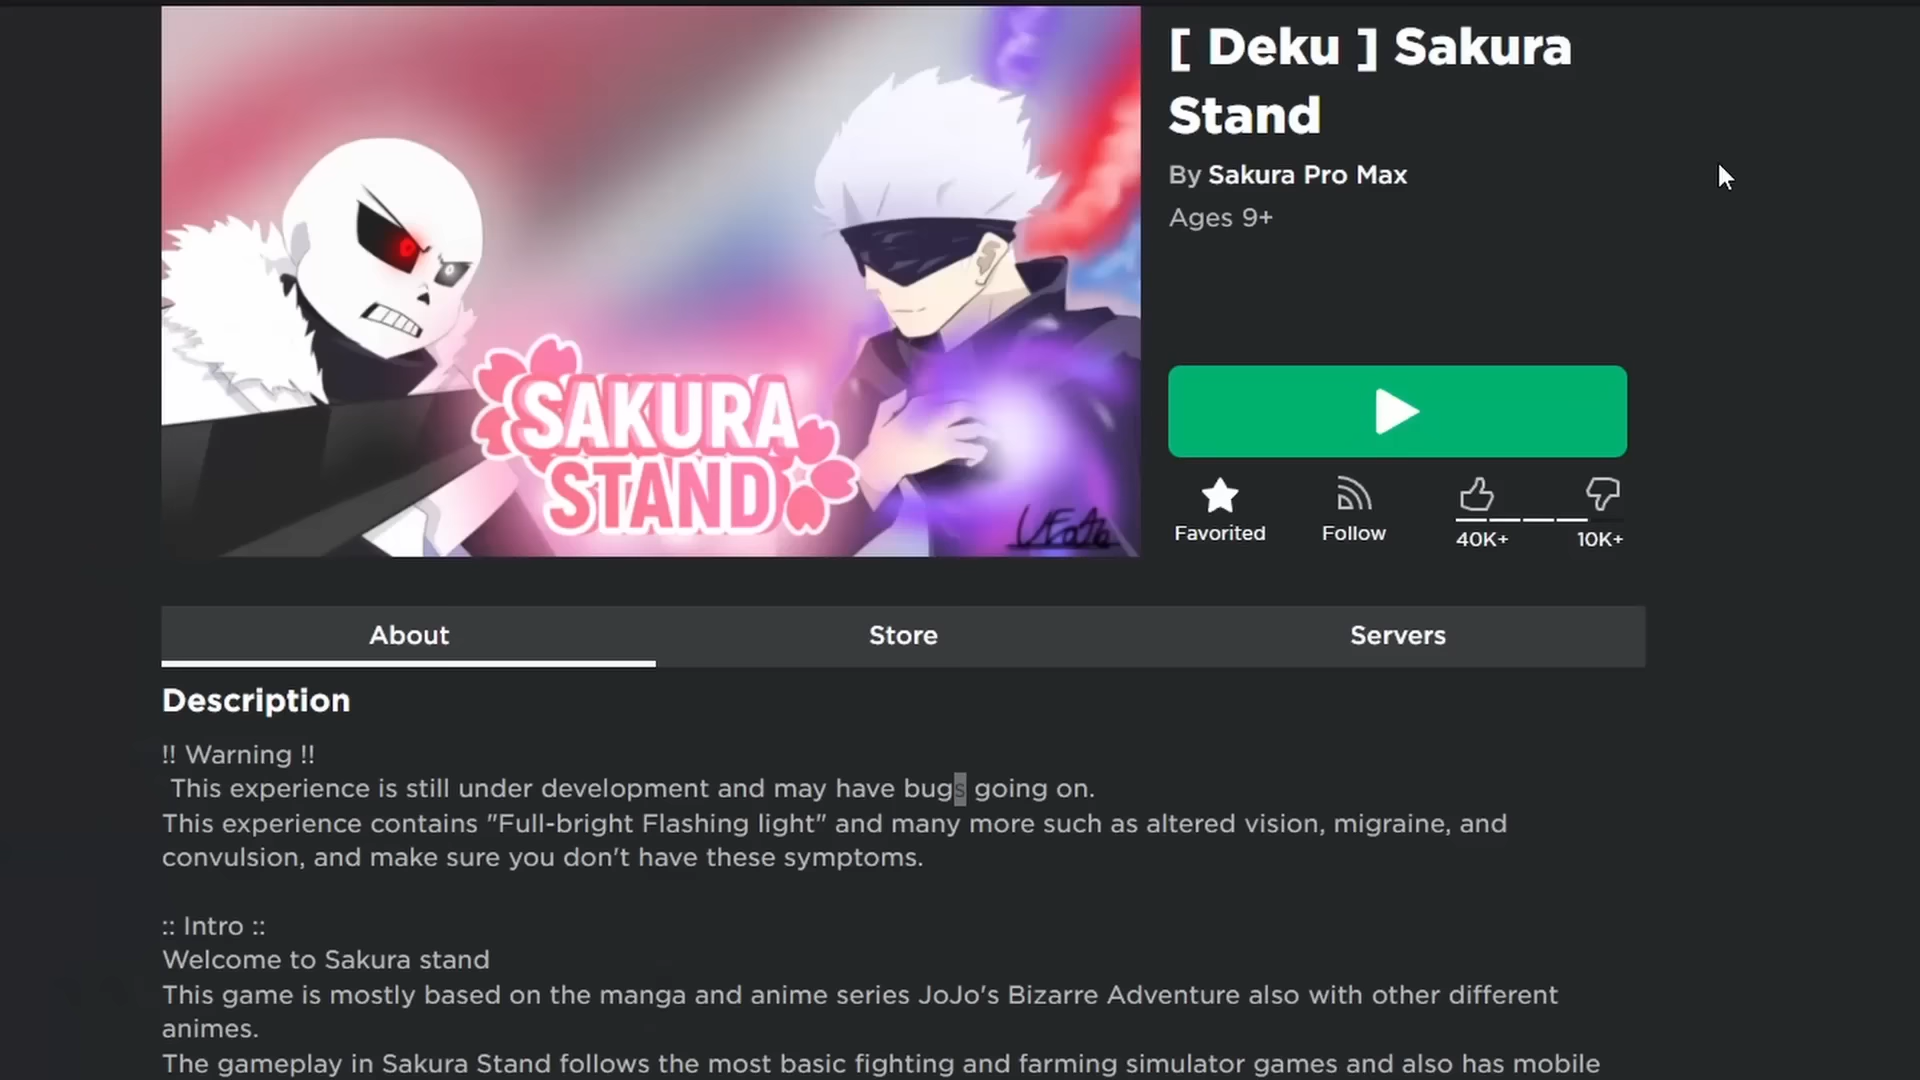 [ Deku ] Sakura
Stand
By Sakura Pro Max
Ages 9+
SAKURA
STAND
Favorited
Follow
40K+
10K+
About
Store
Servers
Description
!! Warning !!
This experience is still under development and may have bugs going on.
This experience contains "Full-bright Flashing light" and many more such as altered vision, migraine, and
convulsion, and make sure you don't have these symptoms.
:: Intro ::
Welcome to Sakura stand
This game is mostly based on the manga and anime series JoJo's Bizarre Adventure also with other different
animes.
The gameplay in Sakura Stand follows the most basic fighting and farming simulator games and also has mobile